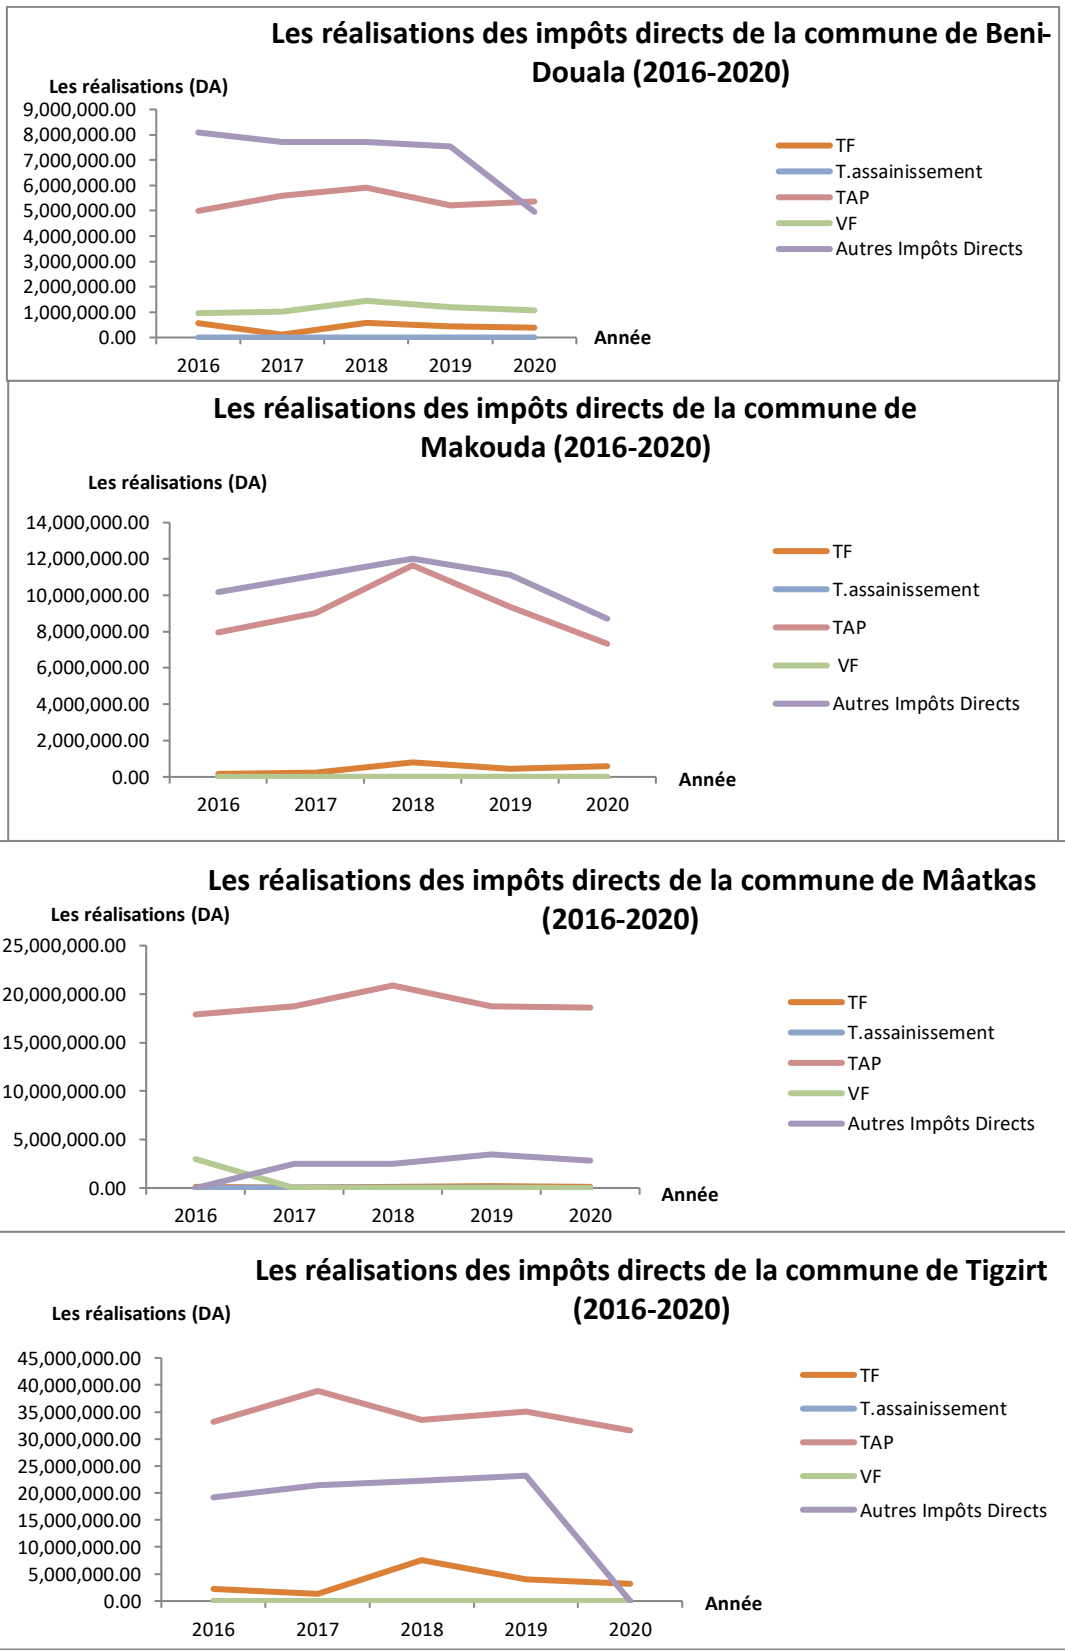 Les réalisations des impôts directs de la commune de Beni-
Douala (2016-2020)
Les réalisations (DA)
9,000,000.00
8,000,000.00
7,000,000.00
6,000,000.00
5,000,000.00
4,000,000.00
3,000,000.00
2,000,000.00
1,000,000.00
0.00
2016 2017 2018 2019 2020
Année
TF
T.assainissement
TAP
VF
Autres Impôts Directs
Les réalisations des impôts directs de la commune de
Makouda (2016-2020)
Les réalisations (DA)
14,000,000.00
12,000,000.00
10,000,000.00
8,000,000.00
6,000,000.00
4,000,000.00
2,000,000.00
0.00
2016 2017 2018 2019 2020
Année
TF
T.assainissement
TAP
VF
Autres Impôts Directs
Les réalisations des impôts directs de la commune de Mâatkas
(2016-2020)
Les réalisations (DA)
25,000,000.00
20,000,000.00
15,000,000.00
10,000,000.00
5,000,000.00
0.00
2016 2017 2018 2019 2020
Année
TF
T.assainissement
TAP
VF
Autres Impôts Directs
Les réalisations des impôts directs de la commune de Tigzirt
(2016-2020)
Les réalisations (DA)
45,000,000.00
40,000,000.00
35,000,000.00
30,000,000.00
25,000,000.00
20,000,000.00
15,000,000.00
10,000,000.00
5,000,000.00
0.00
2016 2017 2018 2019 2020
Année
TF
T.assainissement
TAP
VF
Autres Impôts Directs